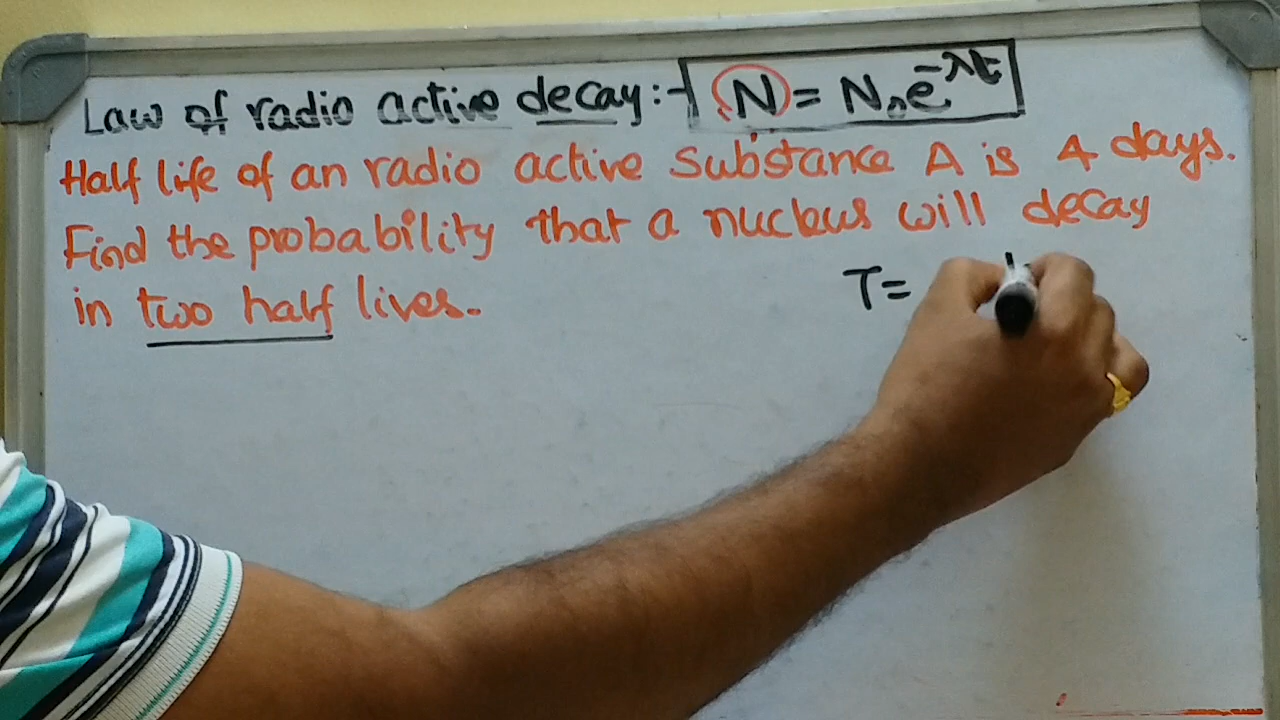 Law of radio active decay:- N = N₀e^-λt
Half life of an radio active Substance A is 4 days.
Find the probability that a nucleus will decay
in two half lives.
T=